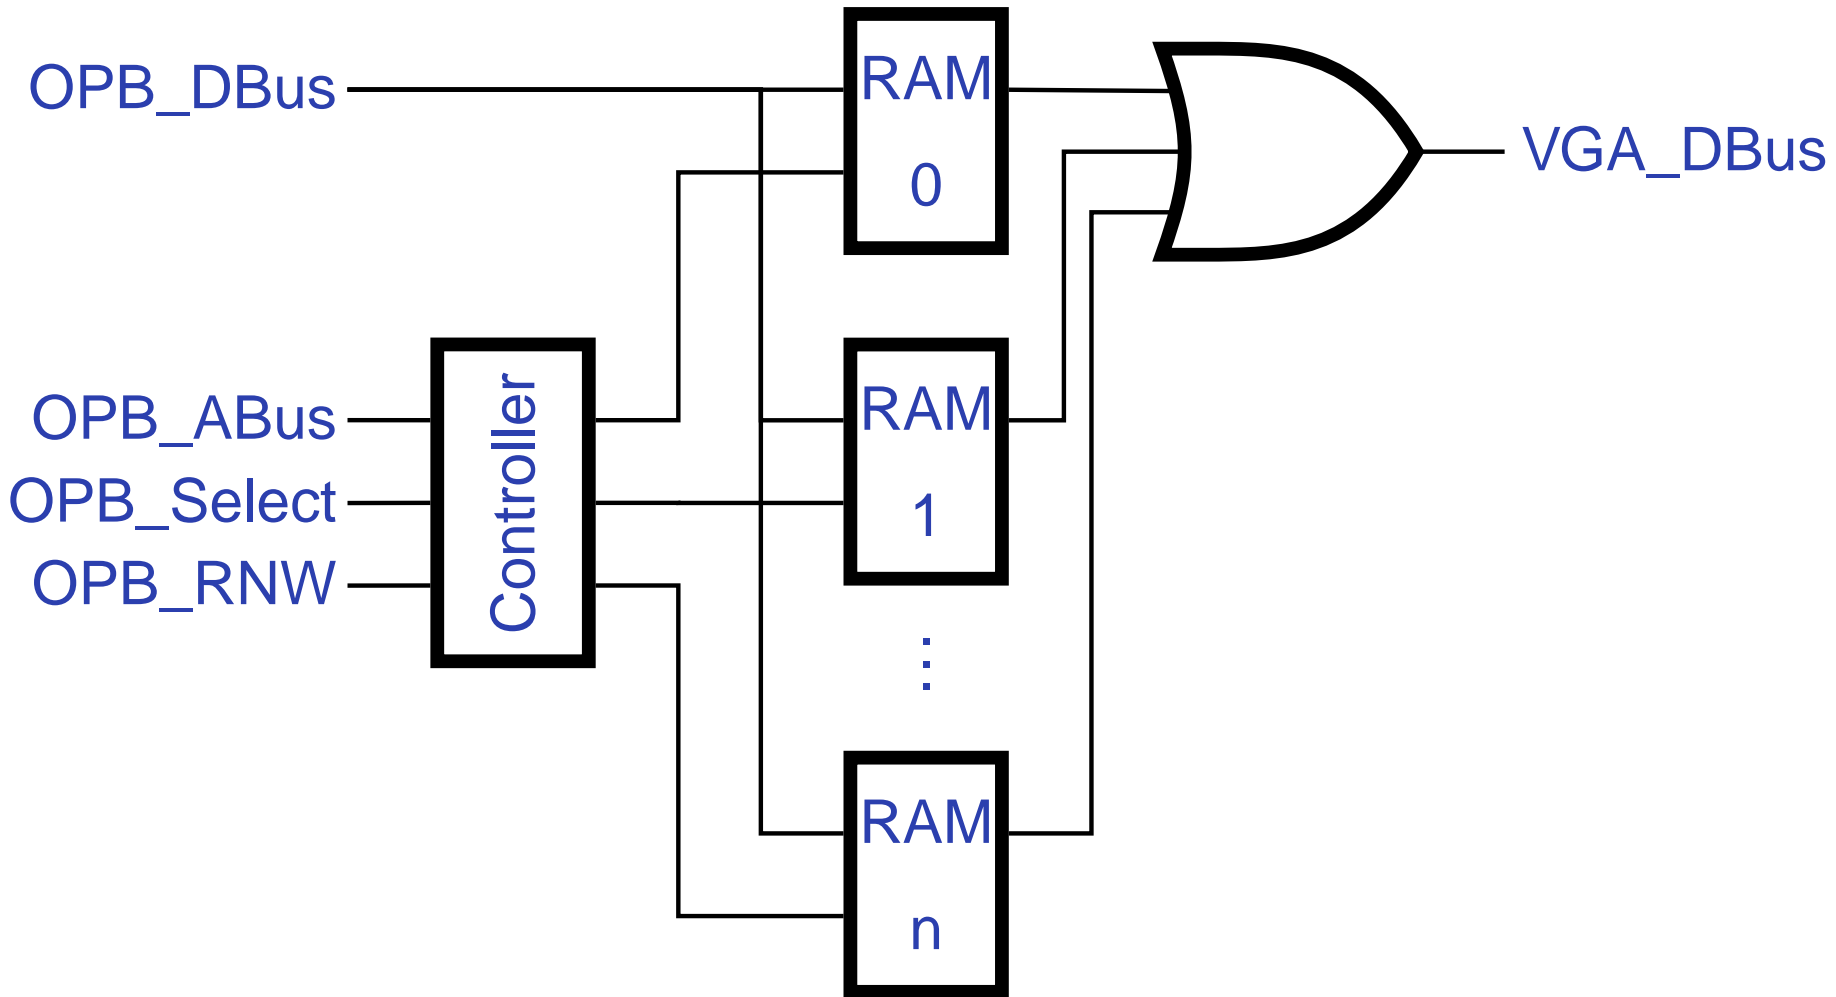 OPB_DBus
OPB_ABus
OPB_Select
OPB_RNW
Controller
RAM
0
RAM
1
⋮
RAM
n
VGA_DBus